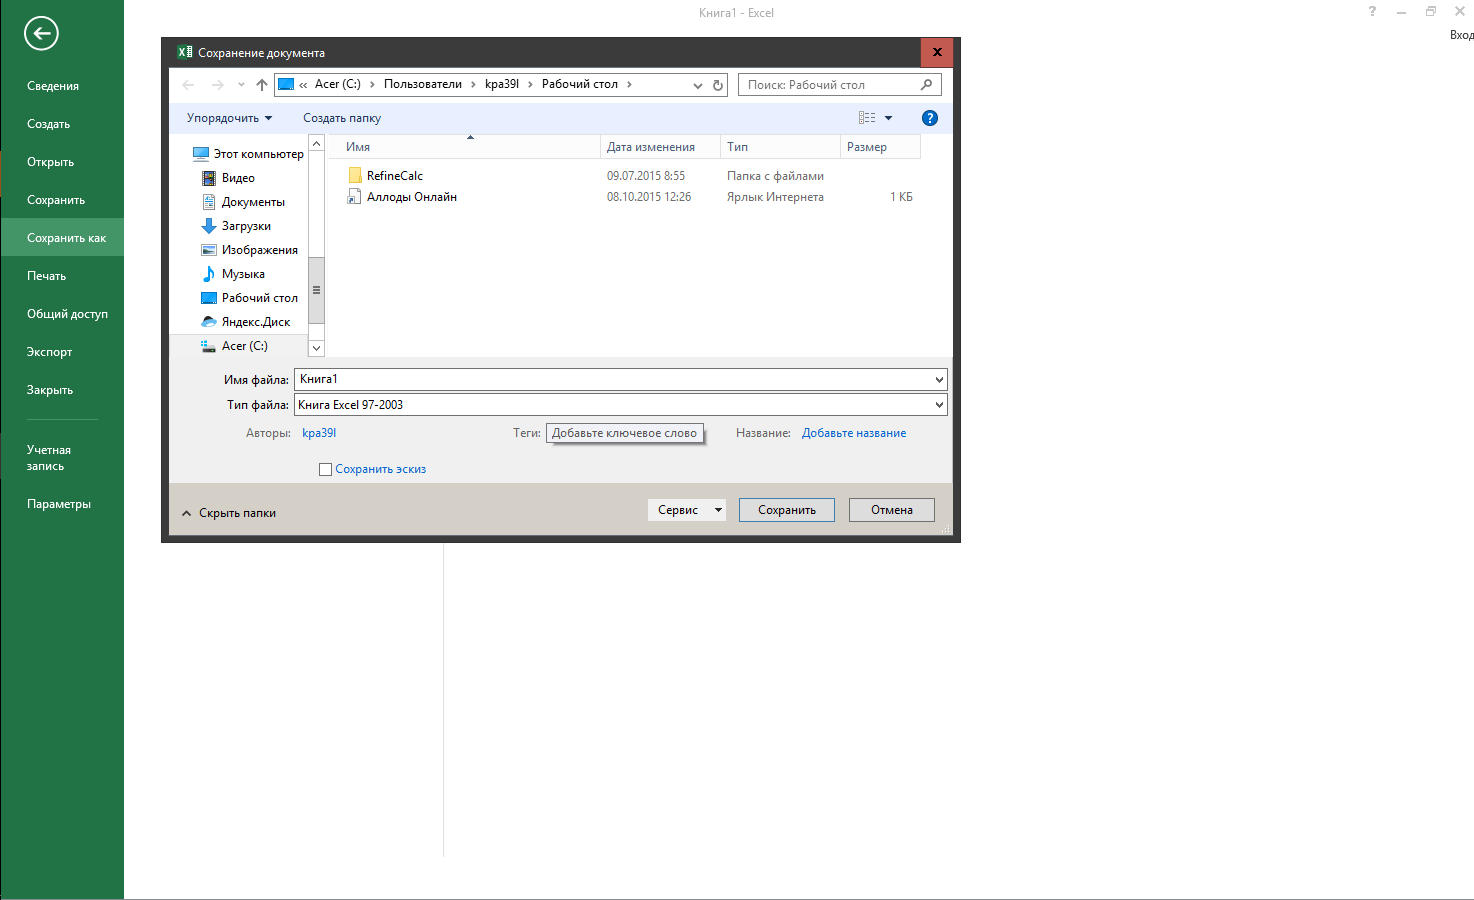 Книга1 - Excel
?
Вход
Сведения
Создать
Открыть
Сохранить
Сохранить как
Печать
Общий доступ
Экспорт
Закрыть
Учетная
запись
Параметры
Сохранение документа
« Acer (C:) › Пользователи › kpa39l › Рабочий стол ›
Поиск: Рабочий стол
Упорядочить
Создать папку
?
Этот компьютер
Видео
Документы
Загрузки
Изображения
Музыка
Рабочий стол
Яндекс.Диск
Acer (C:)
Имя Дата изменения Тип Размер
RefineCalc 09.07.2015 8:55 Папка с файлами
Аллоды Онлайн 08.10.2015 12:26 Ярлык Интернета 1 КБ
Имя файла: Книга1
Тип файла: Книга Excel 97-2003
Авторы: kpa39l Теги: Добавьте ключевое слово Название: Добавьте название
Сохранить эскиз
Скрыть папки Сервис Сохранить Отмена